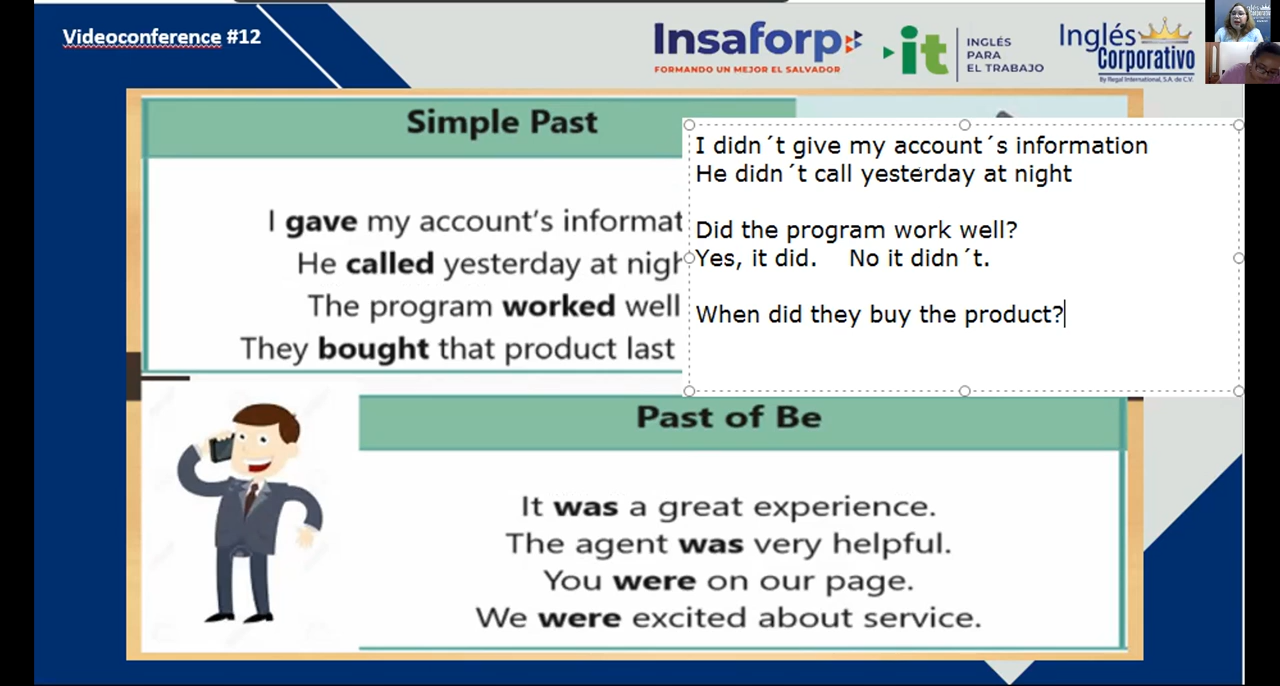 Videoconference #12
Insaforp
FORMANDO UN MEJOR EL SALVADOR
it
INGLÉS
PARA
EL TRABAJO
Inglés
Corporativo
By Regal International, S.A. de C.V.
Simple Past
I gave my account's informat
He called yesterday at nigh
The program worked well
They bought that product last
I didn´t give my account´s information
He didn´t call yesterday at night
Did the program work well?
Yes, it did. No it didn´t.
When did they buy the product?
Past of Be
It was a great experience.
The agent was very helpful.
You were on our page.
We were excited about service.